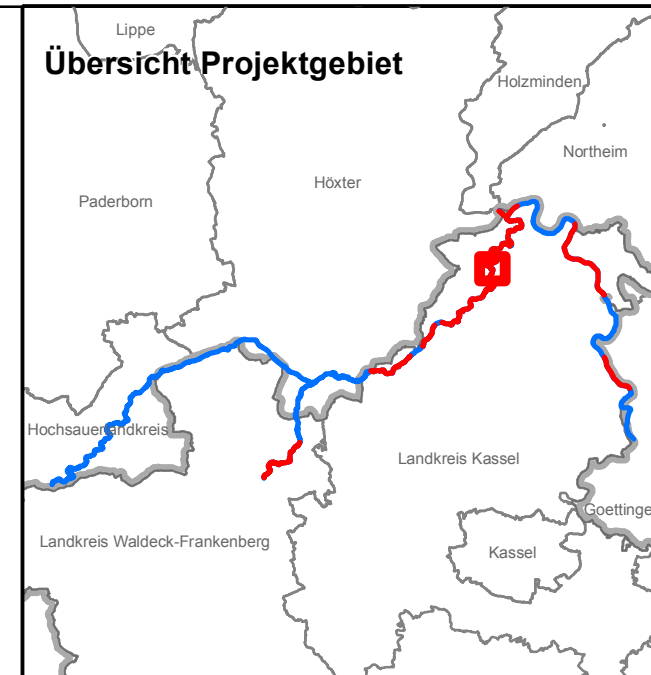 Lippe
Übersicht Projektgebiet
Holzminden
Northeim
Höxter
Paderborn
Hochsauerlandkreis
Landkreis Kassel
Goettinge
Landkreis Waldeck-Frankenberg
Kassel